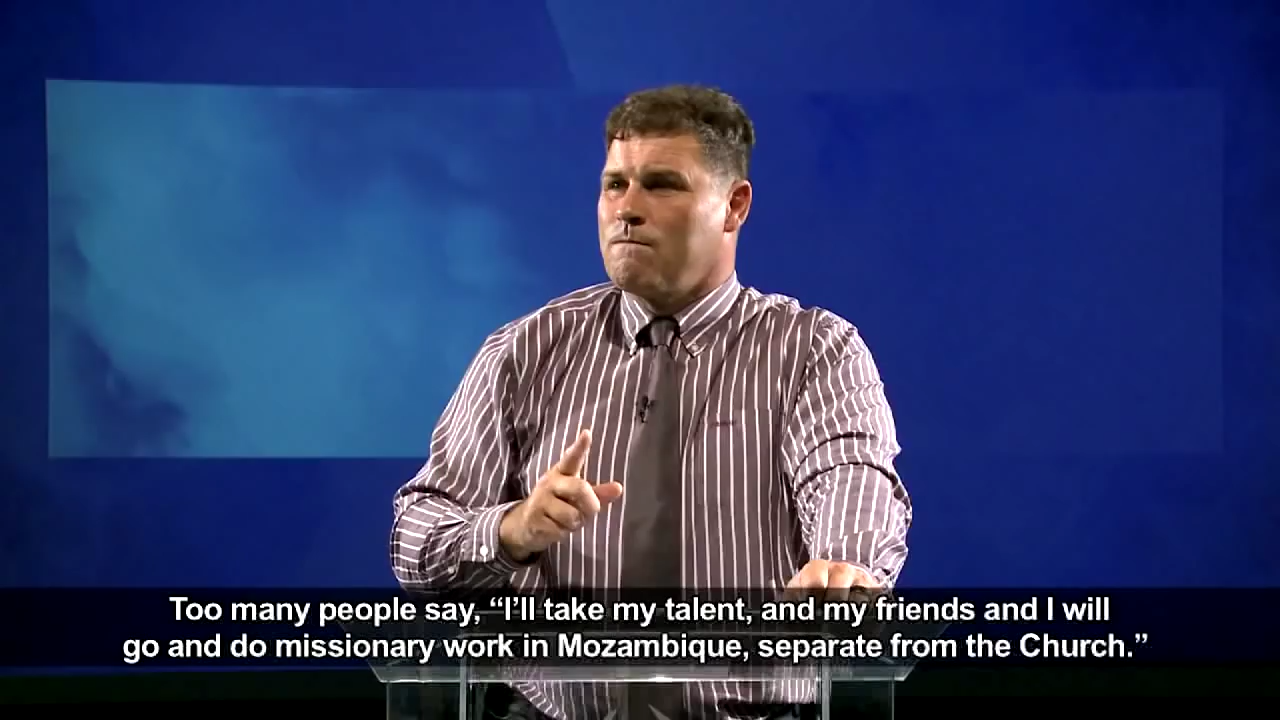 Too many people say, “I’ll take my talent, and my friends and I will
go and do missionary work in Mozambique, separate from the Church.”